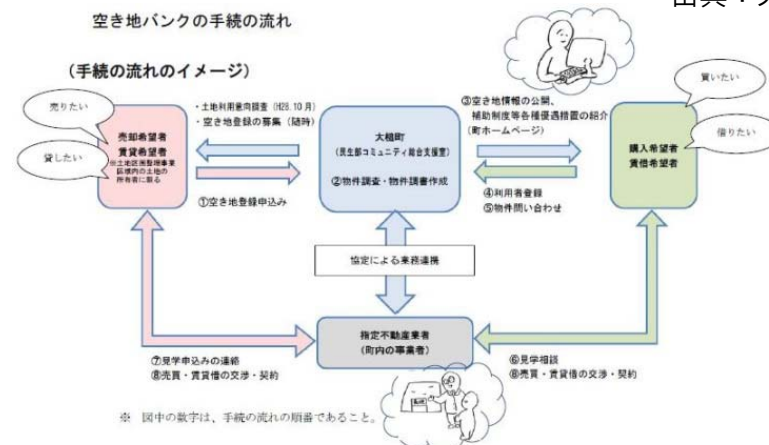 空き地バンクの手続の流れ
(手続の流れのイメージ)
売りたい
貸したい
売却希望者
賃貸希望者
※土地区画整理事業
区域内の土地の
所有者に限る
・土地利用意向調査(H28.10月)
・空き地登録の募集(随時)
①空き地登録申込み
大槌町
(民生部コミュニティ総合支援室)
②物件調査・物件調書作成
③空き地情報の公開、
補助制度等各種優遇措置の紹介
(町ホームページ)
④利用者登録
⑤物件問い合わせ
買いたい
借りたい
購入希望者
賃借希望者
協定による業務連携
指定不動産業者
(町内の事業者)
⑦見学申込みの連絡
⑧売買・賃貸借の交渉・契約
⑥見学相談
⑧売買・賃貸借の交渉・契約
※ 図中の数字は、手続の流れの順番であること。